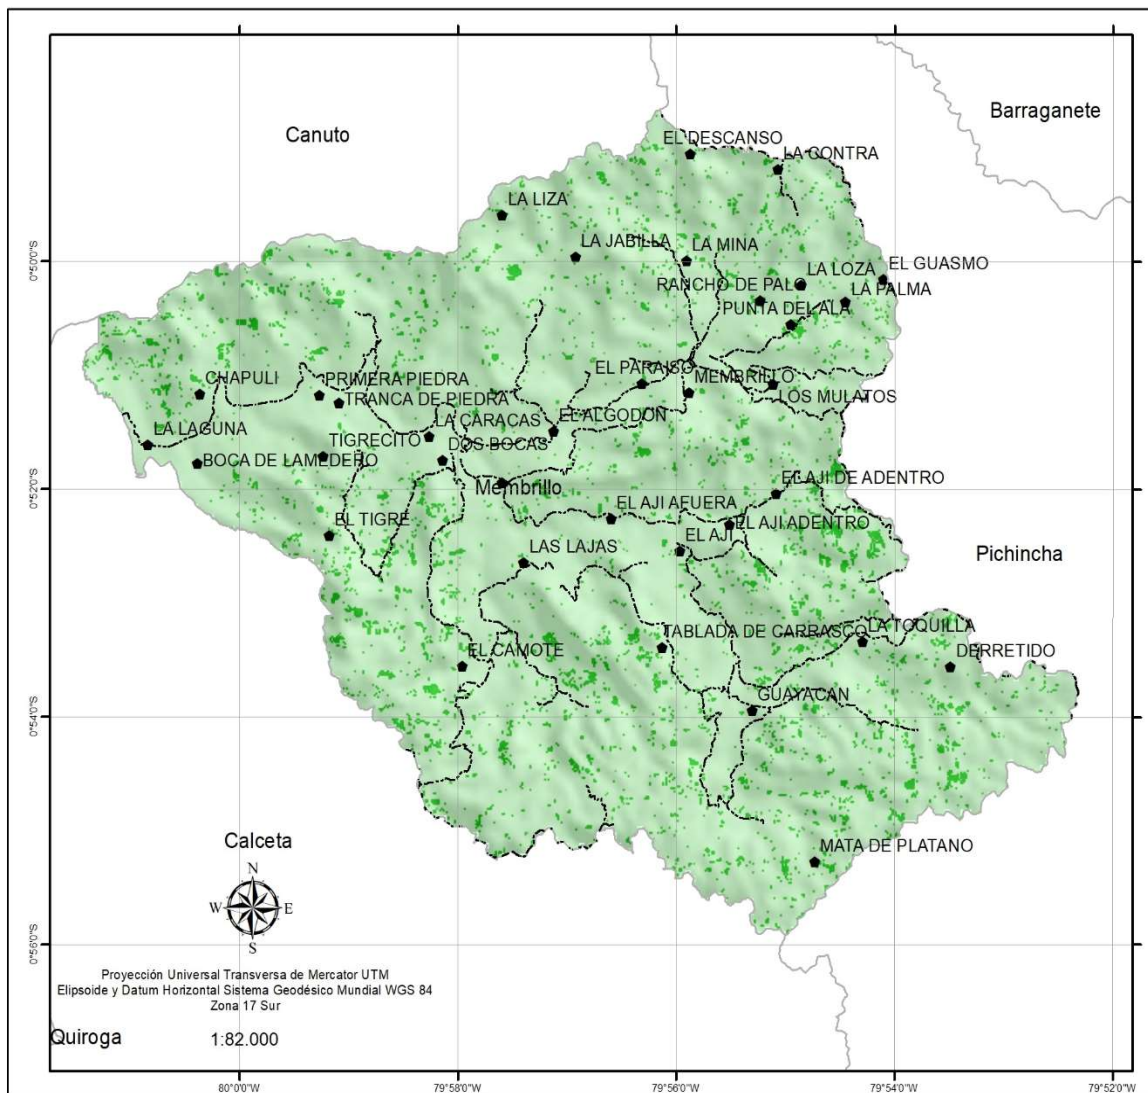 Barraganete
Canuto
EL DESCANSO
LA CONTRA
LA LIZA
LA JABILLA
LA MINA
0°50'0"S
EL GUASMO
LA LOZA
RANCHO DE PALO
LA PALMA
PUNTA DEL ALA
EL PARAISO
MEMBRILLO
CHAPULI
PRIMERA PIEDRA
TRANCA DE PIEDRA
LOS MULATOS
LA CARACAS
EL ALGODON
LA LAGUNA
TIGRECITO
DOS BOCAS
BOCA DE LAMEDERO
EL AJI DE ADENTRO
0°52'0"S
Membrillo
EL AJI AFUERA
EL TIGRE
EL AJI ADENTRO
EL AJI
LAS LAJAS
Pichincha
TABLADA DE CARRASCO
LA TOQUILLA
EL CAMOTE
DERRETIDO
GUAYACAN
0°54'0"S
Calceta
MATA DE PLATANO
N
W
E
S
0°56'0"S
Proyección Universal Transversa de Mercator UTM
Elipsoide y Datum Horizontal Sistema Geodésico Mundial WGS 84
Zona 17 Sur
Quiroga
1:82.000
80°0'0"W
79°58'0"W
79°56'0"W
79°54'0"W
79°52'0"W